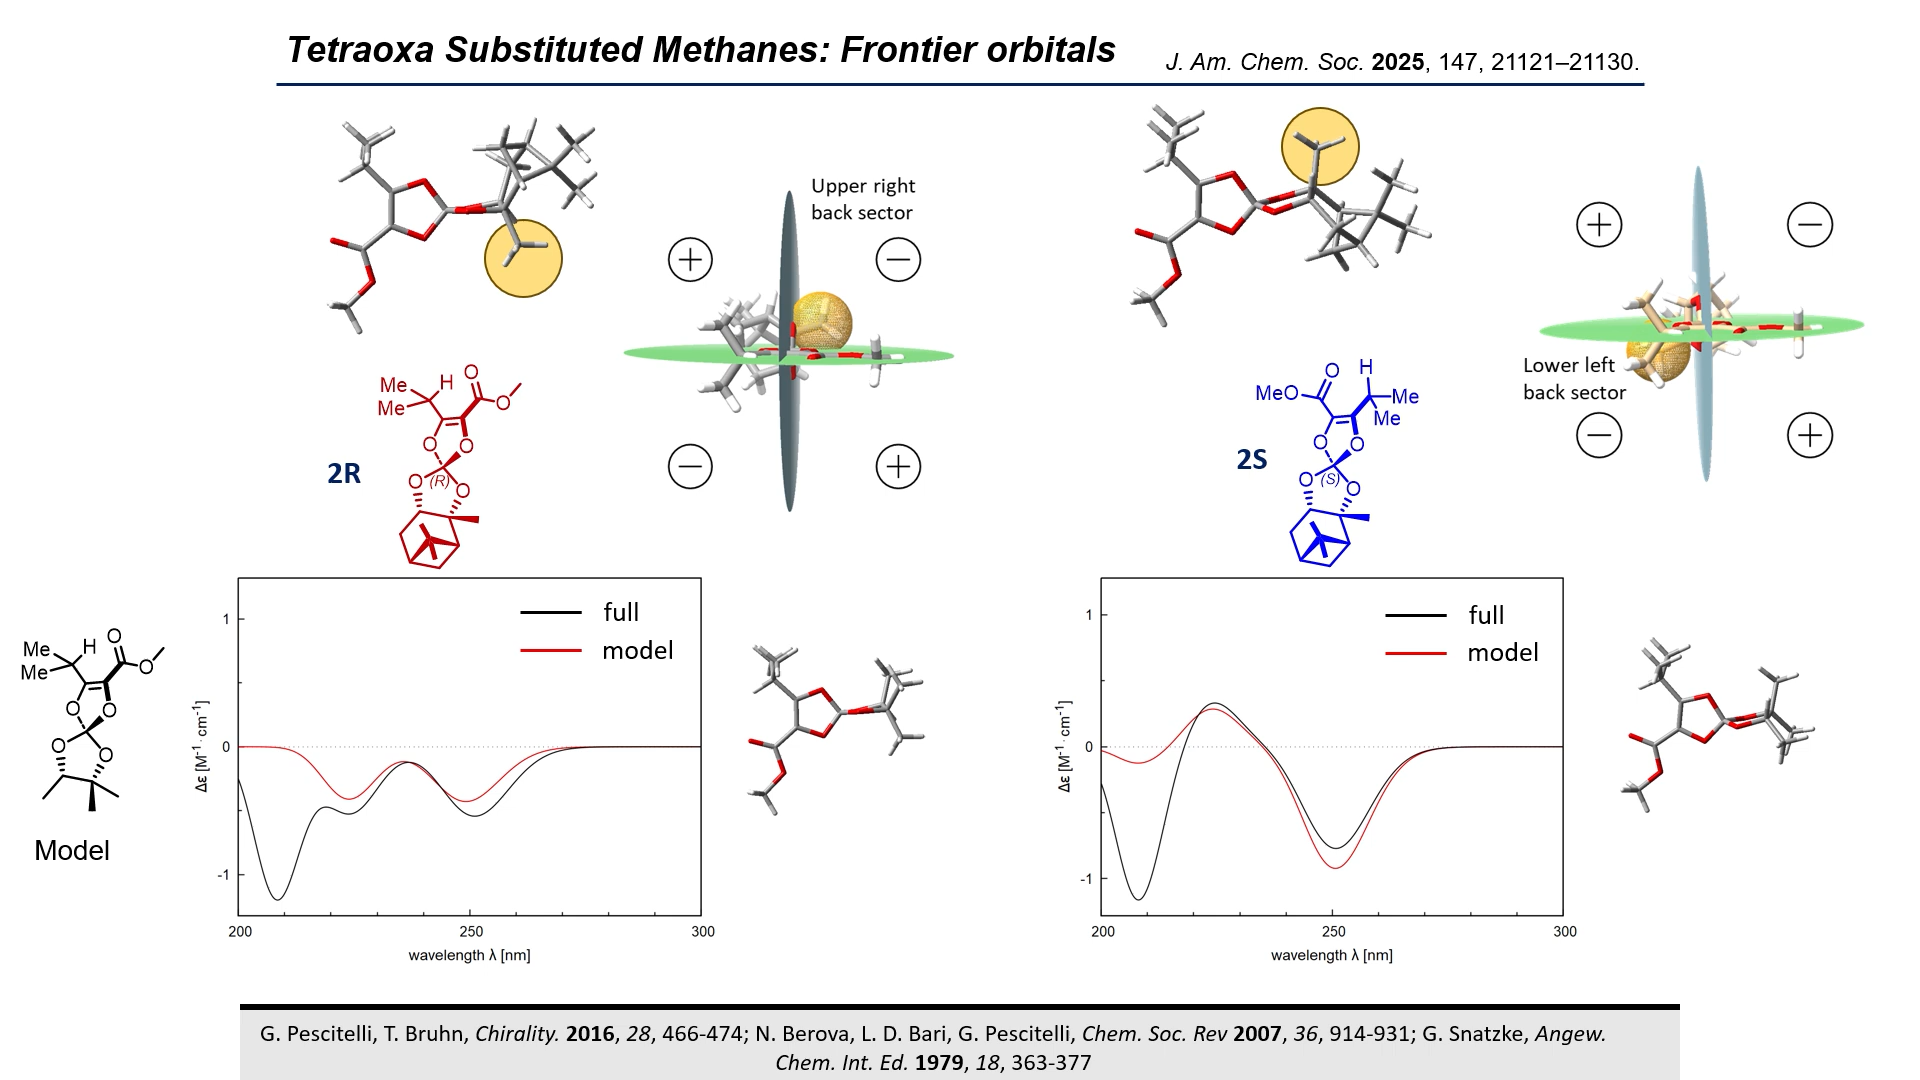 Tetraoxa Substituted Methanes: Frontier orbitals
J. Am. Chem. Soc. 2025, 147, 21121–21130.
Upper right
back sector
+
−
−
+
Me
H
O
Me
O
O
O
O
(R)
O
2R
Lower left
back sector
+
−
−
+
H
O
MeO
Me
Me
O
O
O
(S)
O
2S
Me
H
O
Me
O
O
O
O
O
Model
full
model
1
0
-1
Δε [M⁻¹·cm⁻¹]
200
250
300
wavelength λ [nm]
full
model
1
0
-1
Δε [M⁻¹·cm⁻¹]
200
250
300
wavelength λ [nm]
G. Pescitelli, T. Bruhn, Chirality. 2016, 28, 466-474; N. Berova, L. D. Bari, G. Pescitelli, Chem. Soc. Rev 2007, 36, 914-931; G. Snatzke, Angew.
Chem. Int. Ed. 1979, 18, 363-377